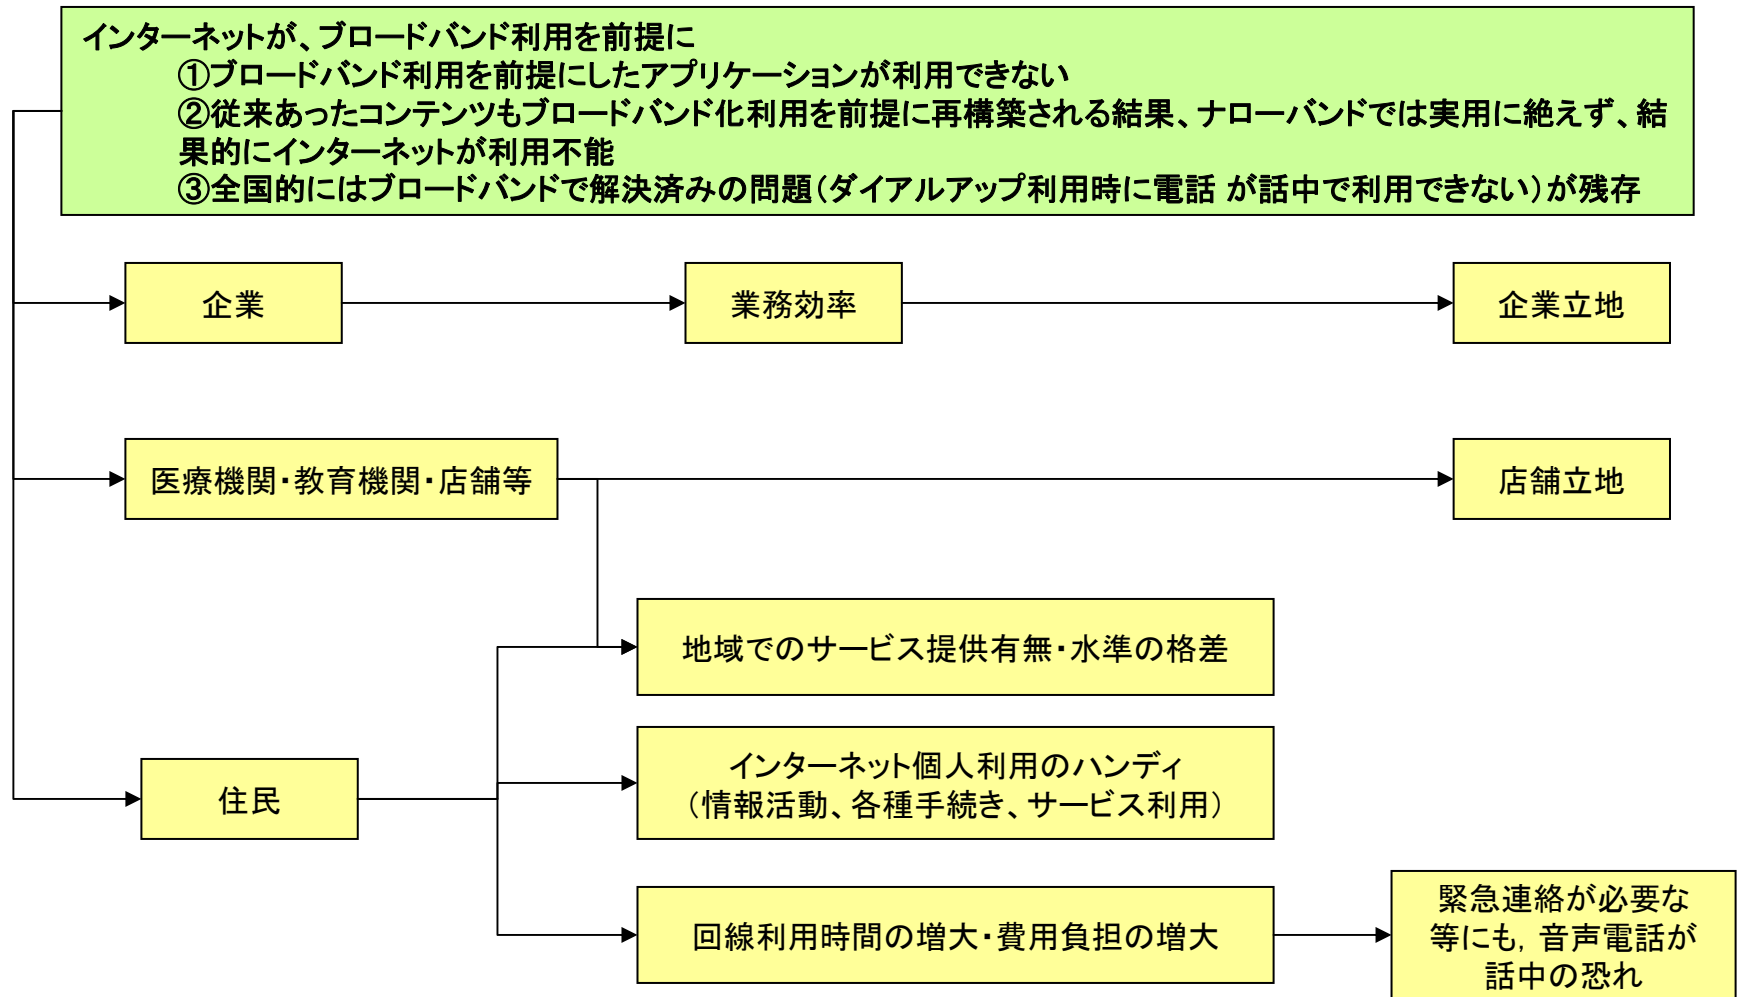 インターネットが、ブロードバンド利用を前提に
①ブロードバンド利用を前提にしたアプリケーションが利用できない
②従来あったコンテンツもブロードバンド化利用を前提に再構築される結果、ナローバンドでは実用に絶えず、結
果的にインターネットが利用不能
③全国的にはブロードバンドで解決済みの問題(ダイアルアップ利用時に電話 が話中で利用できない)が残存
企業
業務効率
企業立地
医療機関・教育機関・店舗等
店舗立地
地域でのサービス提供有無・水準の格差
インターネット個人利用のハンディ
(情報活動、各種手続き、サービス利用)
住民
回線利用時間の増大・費用負担の増大
緊急連絡が必要な
等にも，音声電話が
話中の恐れ